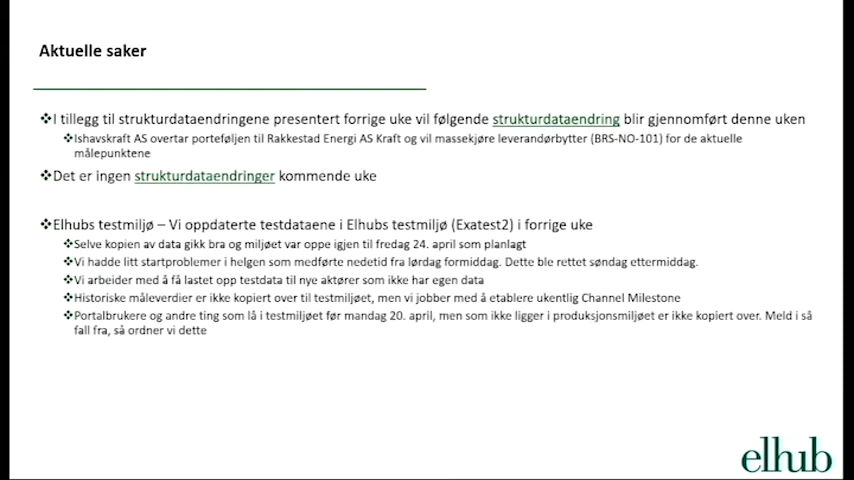 Aktuelle saker
❖I tillegg til strukturdataendringene presentert forrige uke vil følgende strukturdataendring blir gjennomført denne uken
❖Ishavskraft AS overtar porteføljen til Rakkestad Energi AS Kraft og vil massekjøre leverandørbytter (BRS-NO-101) for de aktuelle
målepunktene
❖Det er ingen strukturdataendringer kommende uke
❖Elhubs testmiljø – Vi oppdaterte testdataene i Elhubs testmiljø (Exatest2) i forrige uke
❖Selve kopien av data gikk bra og miljøet var oppe igjen til fredag 24. april som planlagt
❖Vi hadde litt startproblemer i helgen som medførte nedetid fra lørdag formiddag. Dette ble rettet søndag ettermiddag.
❖Vi arbeider med å få lastet opp testdata til nye aktører som ikke har egen data
❖Historiske måleverdier er ikke kopiert over til testmiljøet, men vi jobber med å etablere ukentlig Channel Milestone
❖Portalbrukere og andre ting som lå i testmiljøet før mandag 20. april, men som ikke ligger i produksjonsmiljøet er ikke kopiert over. Meld i så
fall fra, så ordner vi dette
elhub